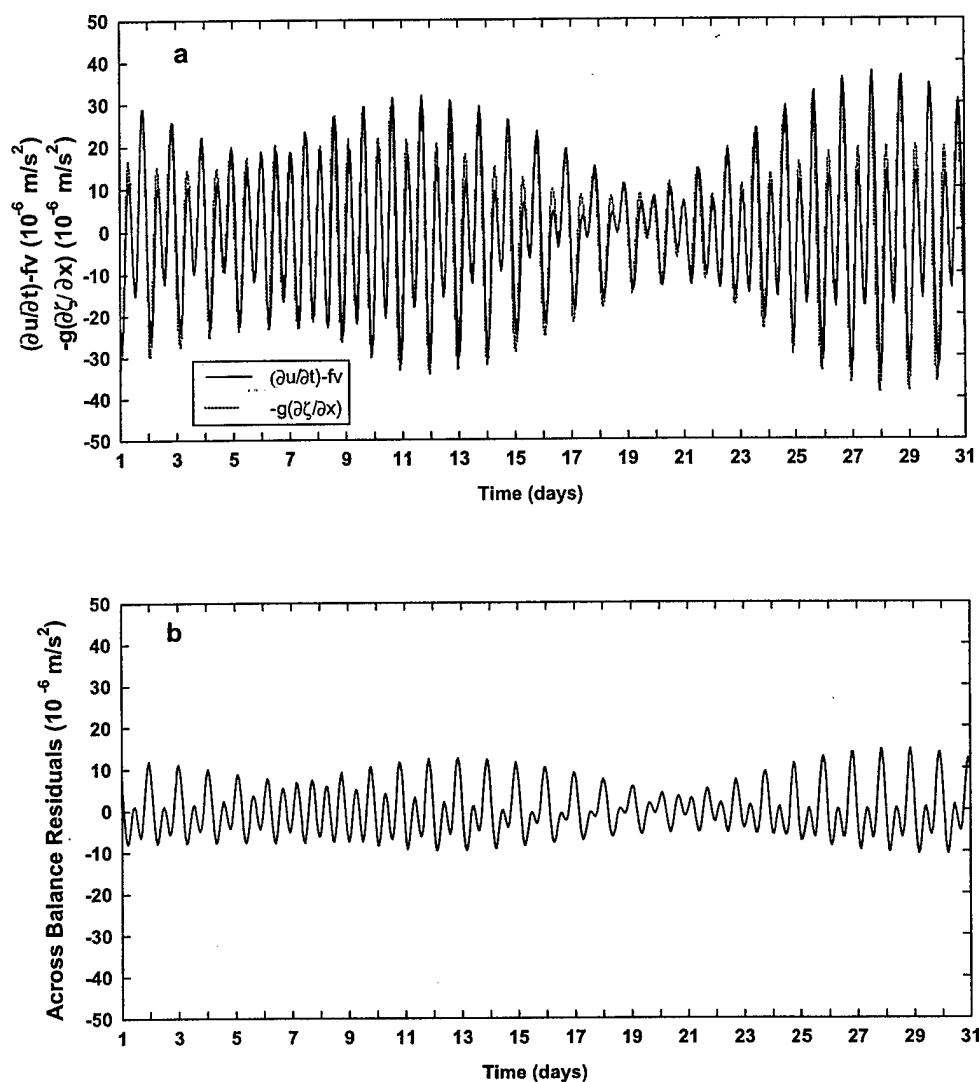 a
50
40
30
20
10
0
-10
-20
-30
-40
-50
(∂u/∂t)-fv (10⁻⁶ m/s²)
-g(∂ζ/∂x) (10⁻⁶ m/s²)
(∂u/∂t)-fv
-g(∂ζ/∂x)
1 3 5 7 9 11 13 15 17 19 21 23 25 27 29 31
Time (days)
b
50
40
30
20
10
0
-10
-20
-30
-40
-50
Across Balance Residuals (10⁻⁶ m/s²)
1 3 5 7 9 11 13 15 17 19 21 23 25 27 29 31
Time (days)